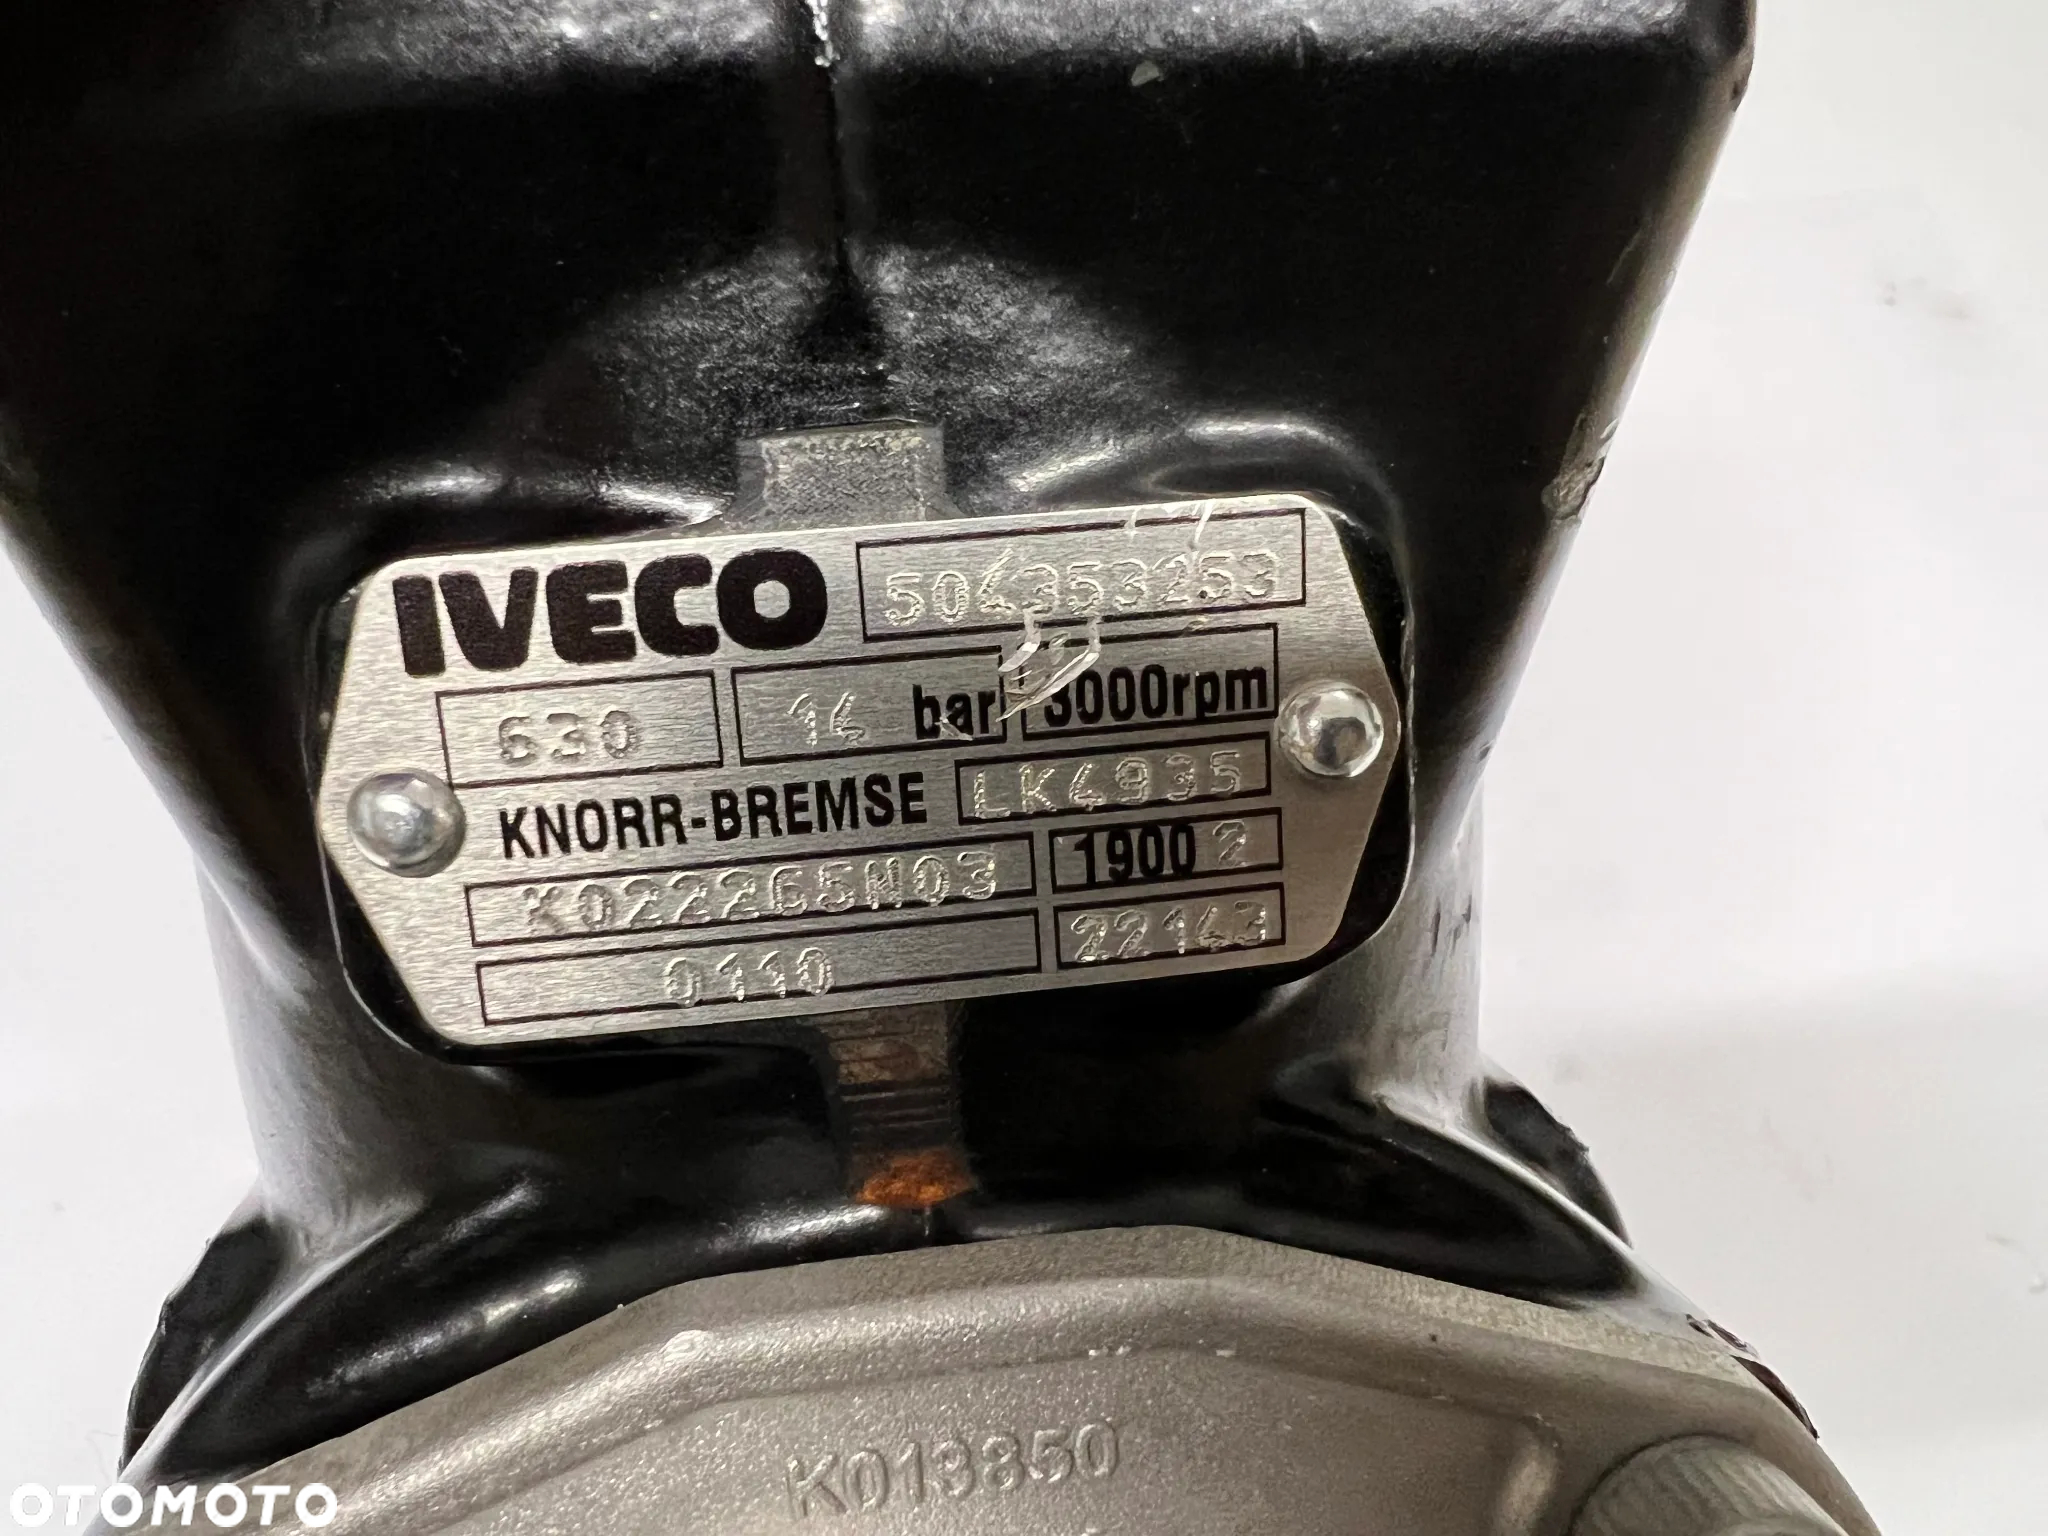 IVECO 504353253
630 14 bar 3000rpm
KNORR-BREMSE LK4935
K022265N03 1900 2
0110 22143
K013850
OTOMOTO